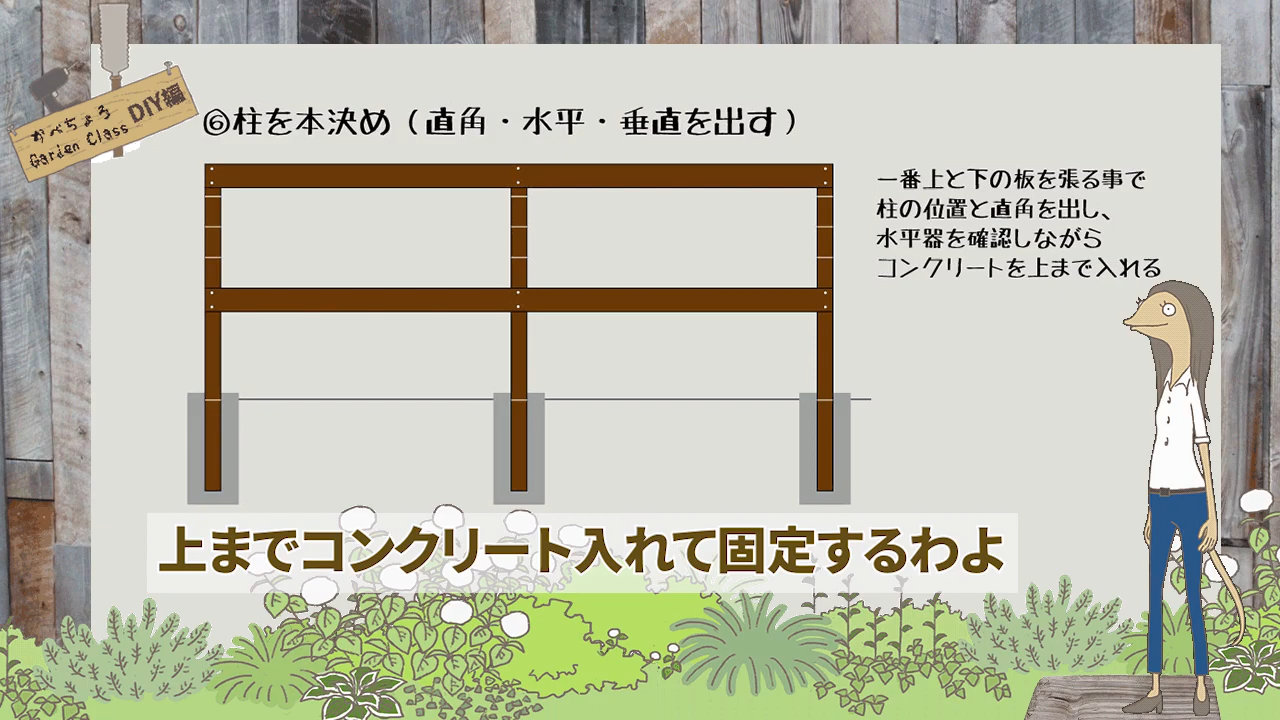 かべちょろ
Garden Class DIY編
⑥柱を本決め（直角・水平・垂直を出す）
一番上と下の板を張る事で
柱の位置と直角を出し、
水平器を確認しながら
コンクリートを上まで入れる
上までコンクリート入れて固定するわよ